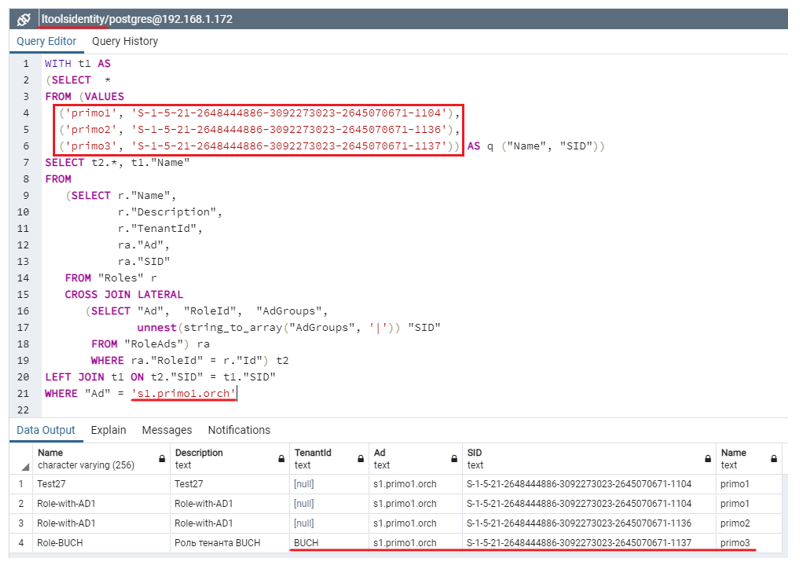 ltoolsidentity/postgres@192.168.1.172
Query Editor Query History
1 WITH t1 AS
2 (SELECT *
3 FROM (VALUES
4 ('primo1', 'S-1-5-21-2648444886-3092273023-2645070671-1104'),
5 ('primo2', 'S-1-5-21-2648444886-3092273023-2645070671-1136'),
6 ('primo3', 'S-1-5-21-2648444886-3092273023-2645070671-1137')) AS q ("Name", "SID"))
7 SELECT t2.*, t1."Name"
8 FROM
9 (SELECT r."Name",
10 r."Description",
11 r."TenantId",
12 ra."Ad",
13 ra."SID"
14 FROM "Roles" r
15 CROSS JOIN LATERAL
16 (SELECT "Ad", "RoleId", "AdGroups",
17 unnest(string_to_array("AdGroups", '|')) "SID"
18 FROM "RoleAds") ra
19 WHERE ra."RoleId" = r."Id") t2
20 LEFT JOIN t1 ON t2."SID" = t1."SID"
21 WHERE "Ad" = 's1.primo1.orch'
22
Data Output Explain Messages Notifications
Name Description TenantId Ad SID Name
character varying (256) text text text text text
1 Test27 Test27 [null] s1.primo1.orch S-1-5-21-2648444886-3092273023-2645070671-1104 primo1
2 Role-with-AD1 Role-with-AD1 [null] s1.primo1.orch S-1-5-21-2648444886-3092273023-2645070671-1104 primo1
3 Role-with-AD1 Role-with-AD1 [null] s1.primo1.orch S-1-5-21-2648444886-3092273023-2645070671-1136 primo2
4 Role-BUCH Роль тенанта BUCH BUCH s1.primo1.orch S-1-5-21-2648444886-3092273023-2645070671-1137 primo3